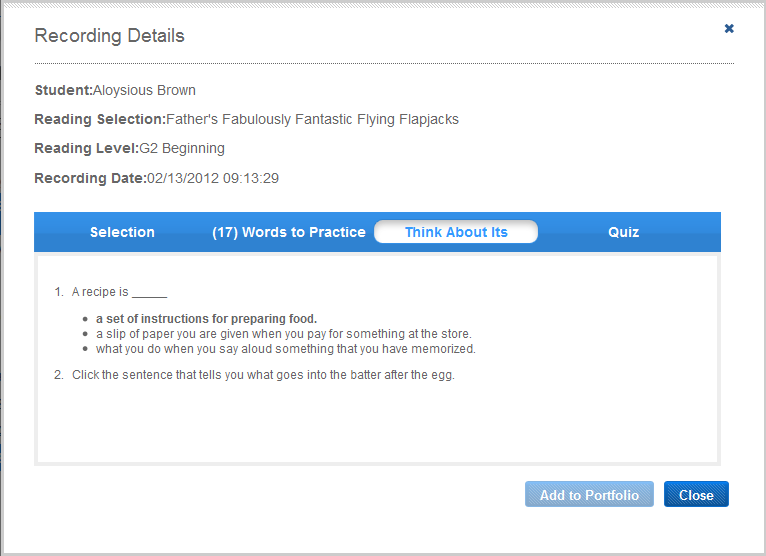 Recording Details
Student:Aloysious Brown
Reading Selection:Father's Fabulously Fantastic Flying Flapjacks
Reading Level:G2 Beginning
Recording Date:02/13/2012 09:13:29
Selection (17) Words to Practice Think About Its Quiz
1. A recipe is _____
• a set of instructions for preparing food.
• a slip of paper you are given when you pay for something at the store.
• what you do when you say aloud something that you have memorized.
2. Click the sentence that tells you what goes into the batter after the egg.
Add to Portfolio Close